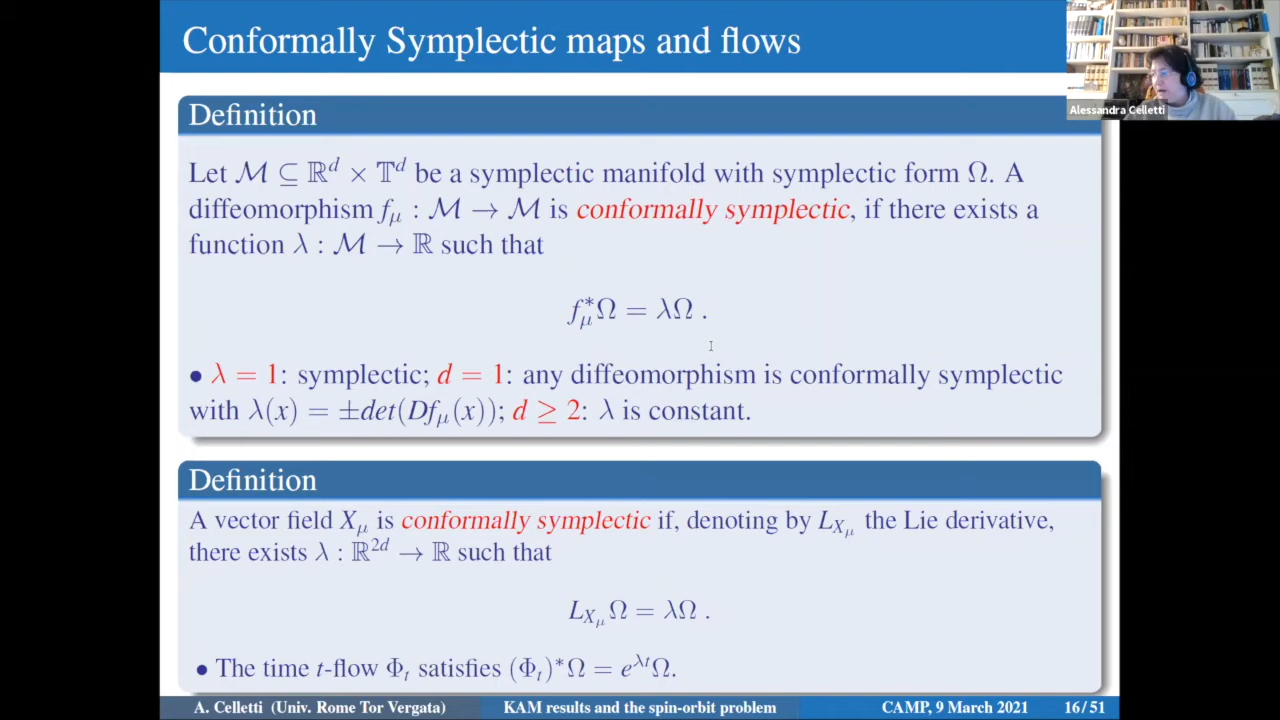 Conformally Symplectic maps and flows
Alessandra Celletti
Definition
Let ℳ ⊆ ℝ^d × 𝕋^d be a symplectic manifold with symplectic form Ω. A
diffeomorphism f_μ : ℳ → ℳ is conformally symplectic, if there exists a
function λ : ℳ → ℝ such that
f_μ^*Ω = λΩ .
• λ = 1: symplectic; d = 1: any diffeomorphism is conformally symplectic
with λ(x) = ±det(Df_μ(x)); d ≥ 2: λ is constant.
Definition
A vector field X_μ is conformally symplectic if, denoting by L_{X_μ} the Lie derivative,
there exists λ : ℝ^{2d} → ℝ such that
L_{X_μ}Ω = λΩ .
• The time t-flow Φ_t satisfies (Φ_t)^*Ω = e^{λt}Ω.
A. Celletti (Univ. Rome Tor Vergata) KAM results and the spin-orbit problem CAMP, 9 March 2021 16/51